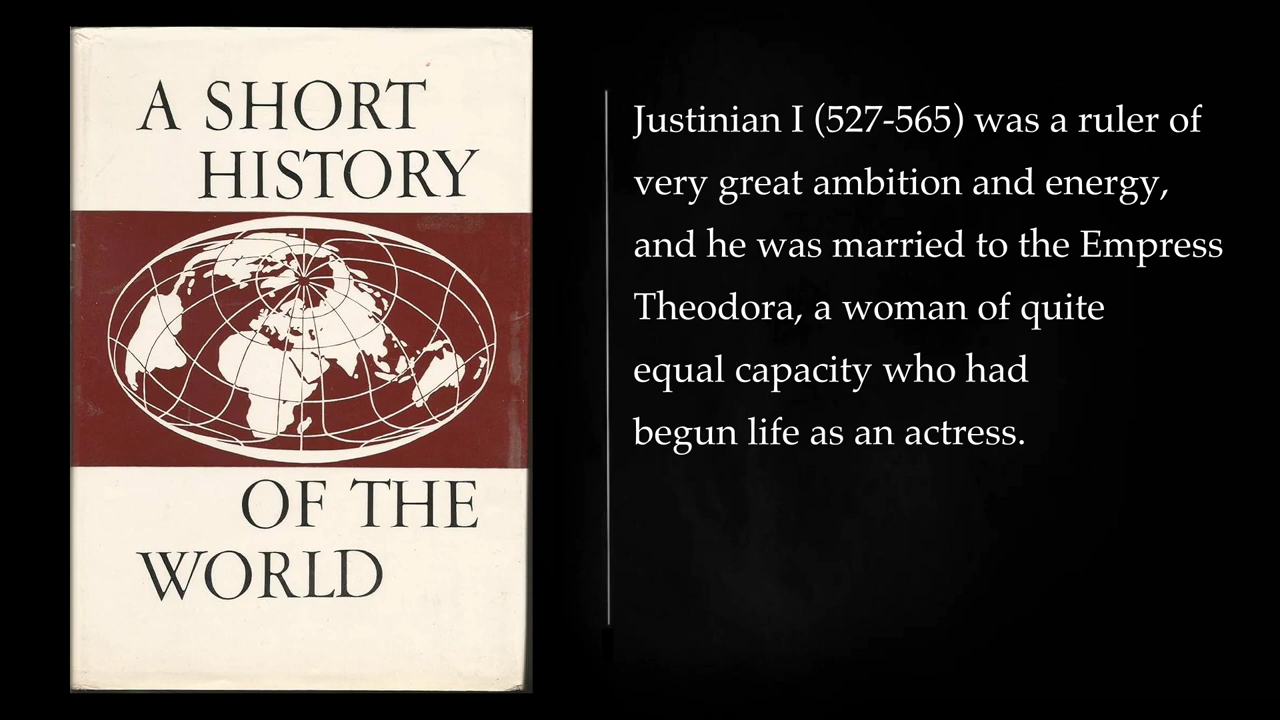 A SHORT
HISTORY
OF THE
WORLD
Justinian I (527-565) was a ruler of
very great ambition and energy,
and he was married to the Empress
Theodora, a woman of quite
equal capacity who had
begun life as an actress.